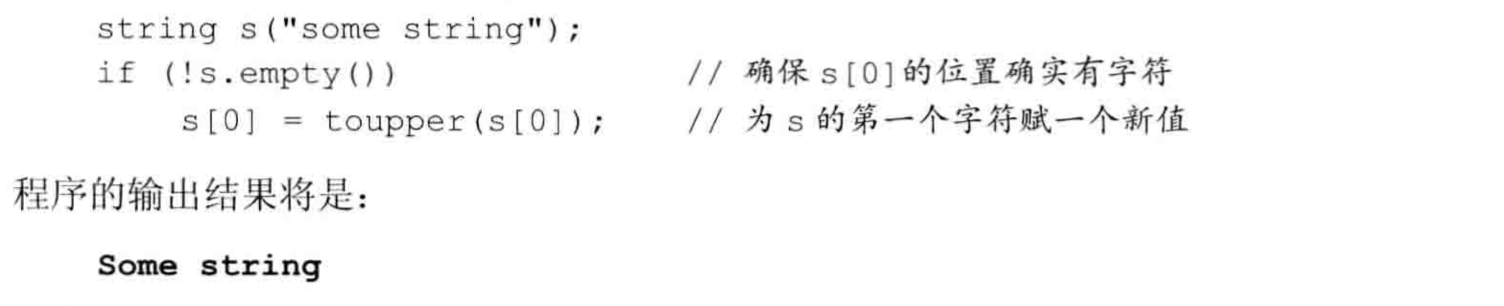 string s("some string");
if (!s.empty())                // 确保 s[0]的位置确实有字符
    s[0] = toupper(s[0]);    // 为 s 的第一个字符赋一个新值
程序的输出结果将是：
Some string